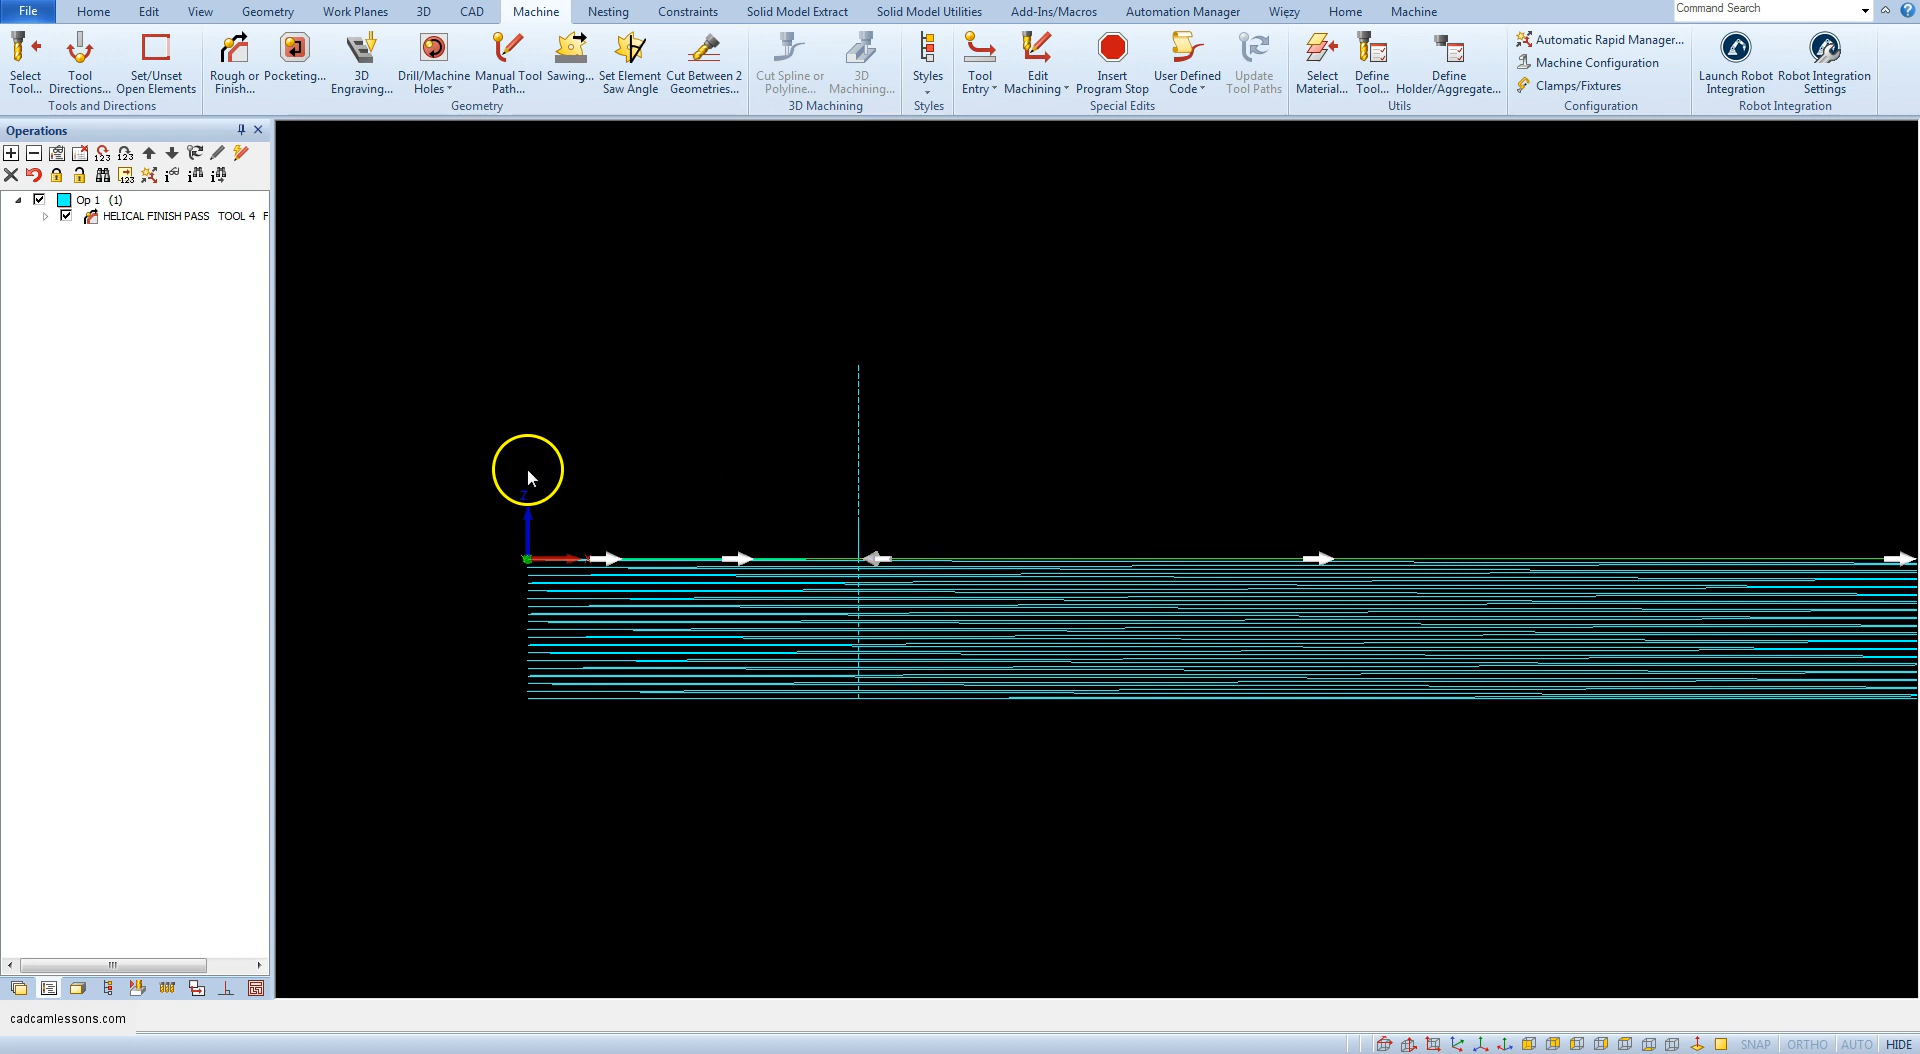 File Home Edit View Geometry Work Planes 3D CAD Machine Nesting Constraints Solid Model Extract Solid Model Utilities Add-Ins/Macros Automation Manager Więzy Home Machine Command Search
Select Tool... Tool Directions... Set/Unset Open Elements
Tools and Directions
Rough or Finish... Pocketing... 3D Engraving... Drill/Machine Holes Manual Tool Path... Sawing... Set Element Saw Angle Cut Between 2 Geometries...
Geometry
Cut Spline or Polyline... 3D Machining...
3D Machining
Styles
Styles
Tool Entry Edit Machining Insert Program Stop User Defined Code Update Tool Paths
Special Edits
Select Material... Define Tool... Define Holder/Aggregate...
Utils
Automatic Rapid Manager...
Machine Configuration
Clamps/Fixtures
Configuration
Launch Robot Integration Robot Integration Settings
Robot Integration
Operations
123 123
123
Op 1 (1)
HELICAL FINISH PASS TOOL 4 F
Z
X
cadcamlessons.com
SNAP ORTHO AUTO HIDE